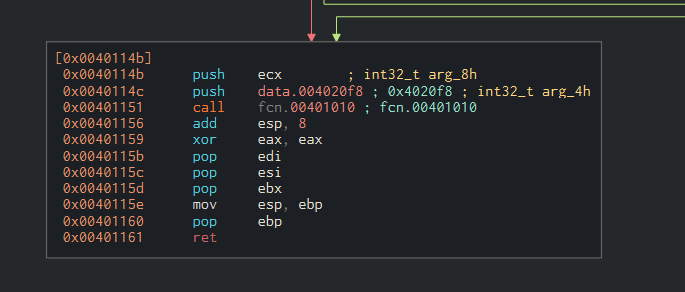 [0x0040114b]
0x0040114b push ecx ; int32_t arg_8h
0x0040114c push data.004020f8 ; 0x4020f8 ; int32_t arg_4h
0x00401151 call fcn.00401010 ; fcn.00401010
0x00401156 add esp, 8
0x00401159 xor eax, eax
0x0040115b pop edi
0x0040115c pop esi
0x0040115d pop ebx
0x0040115e mov esp, ebp
0x00401160 pop ebp
0x00401161 ret